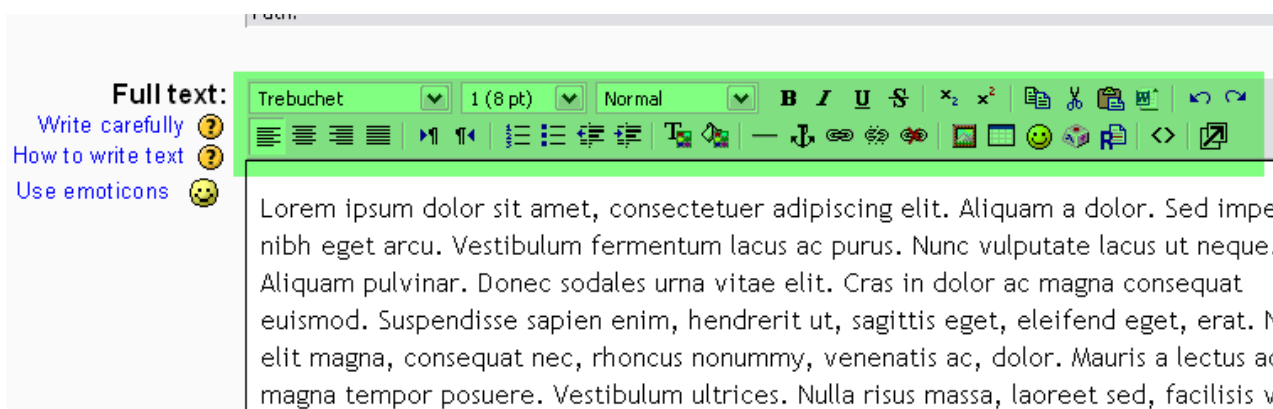 Full text:
Trebuchet 1 (8 pt) Normal B I U S x₂ x²
Write carefully
How to write text
Use emoticons
Lorem ipsum dolor sit amet, consectetuer adipiscing elit. Aliquam a dolor. Sed impe
nibh eget arcu. Vestibulum fermentum lacus ac purus. Nunc vulputate lacus ut neque.
Aliquam pulvinar. Donec sodales urna vitae elit. Cras in dolor ac magna consequat
euismod. Suspendisse sapien enim, hendrerit ut, sagittis eget, eleifend eget, erat. N
elit magna, consequat nec, rhoncus nonummy, venenatis ac, dolor. Mauris a lectus ac
magna tempor posuere. Vestibulum ultrices. Nulla risus massa, laoreet sed, facilisis v